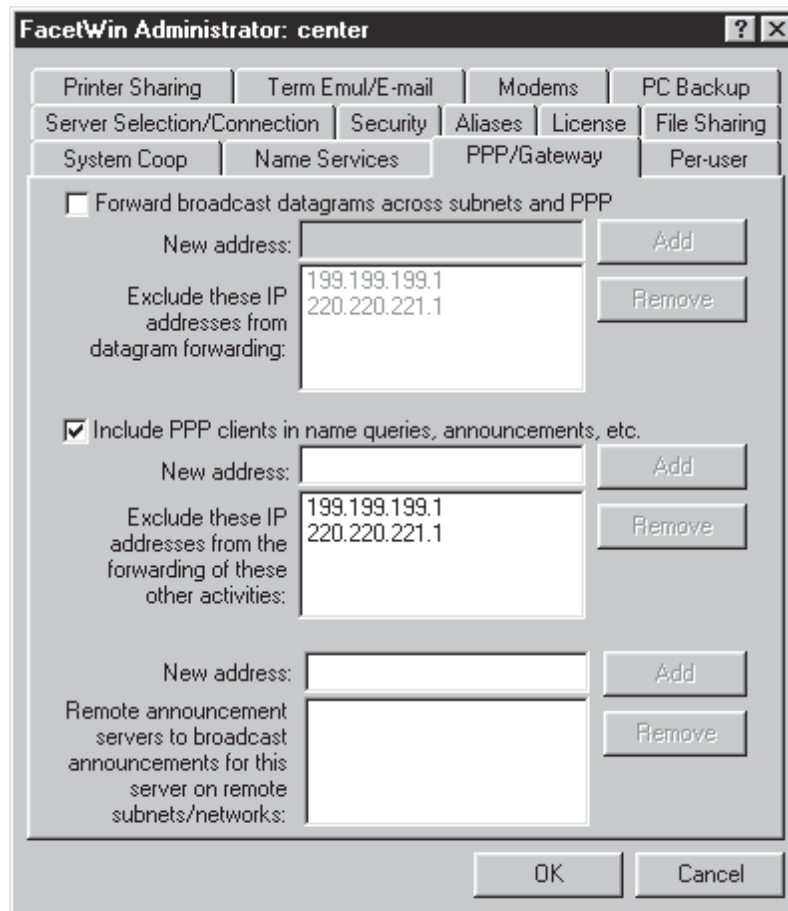 FacetWin Administrator: center
Printer Sharing
Term Emul/E-mail
Modems
PC Backup
Server Selection/Connection
Security
Aliases
License
File Sharing
System Coop
Name Services
PPP/Gateway
Per-user
Forward broadcast datagrams across subnets and PPP
New address:
Add
Exclude these IP
addresses from
datagram forwarding:
199.199.199.1
220.220.221.1
Remove
Include PPP clients in name queries, announcements, etc.
New address:
Add
Exclude these IP
addresses from the
forwarding of these
other activities:
199.199.199.1
220.220.221.1
Remove
New address:
Add
Remote announcement
servers to broadcast
announcements for this
server on remote
subnets/networks:
Remove
OK
Cancel